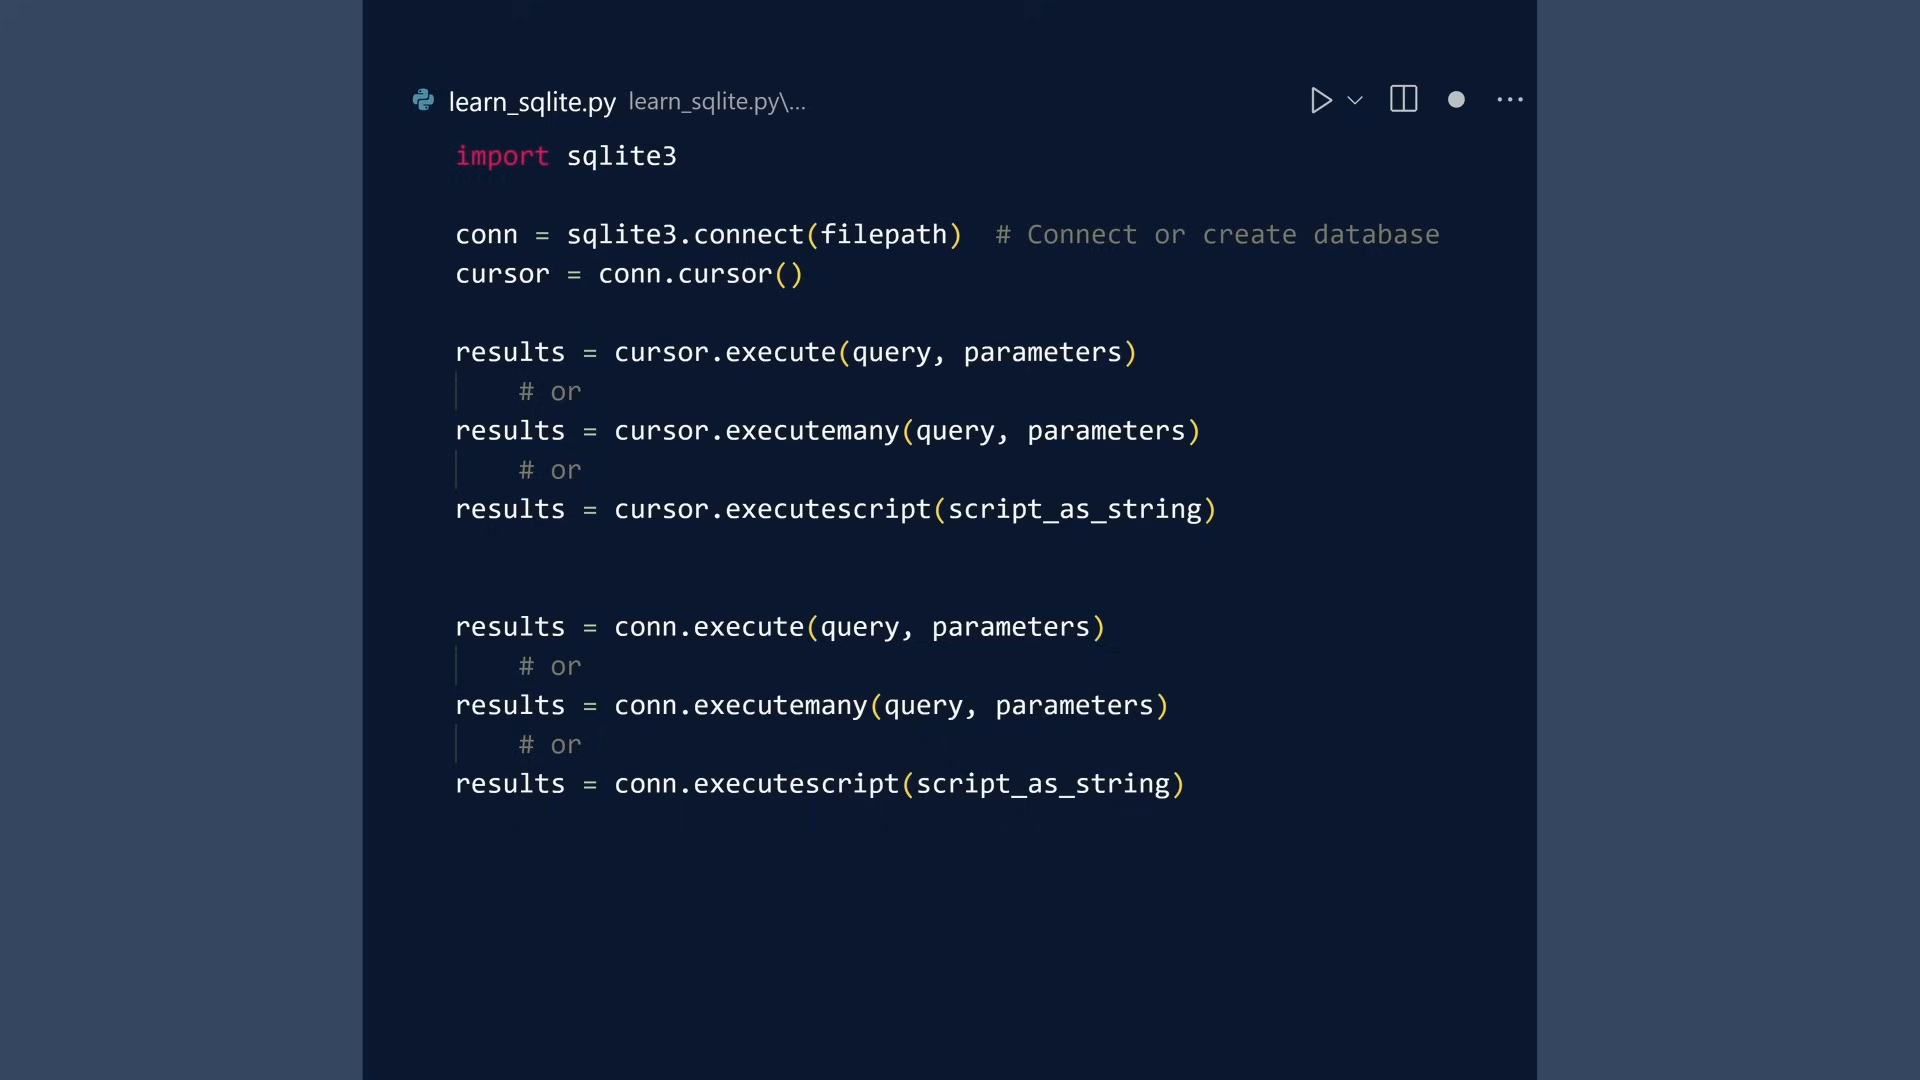 learn_sqlite.py learn_sqlite.py\...
import sqlite3
conn = sqlite3.connect(filepath)  # Connect or create database
cursor = conn.cursor()
results = cursor.execute(query, parameters)
# or
results = cursor.executemany(query, parameters)
# or
results = cursor.executescript(script_as_string)
results = conn.execute(query, parameters)
# or
results = conn.executemany(query, parameters)
# or
results = conn.executescript(script_as_string)